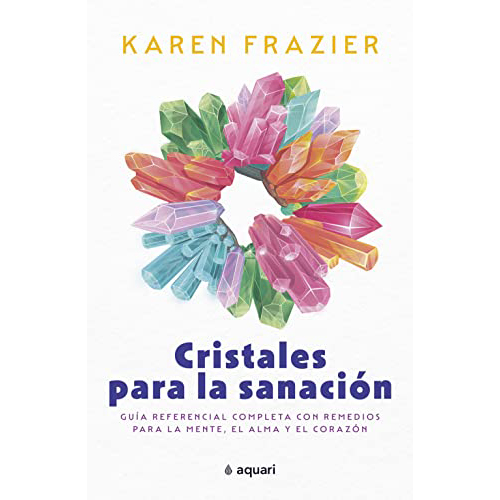 KAREN FRAZIER
Cristales
para la sanación
GUÍA REFERENCIAL COMPLETA CON REMEDIOS
PARA LA MENTE, EL ALMA Y EL CORAZÓN
aquari